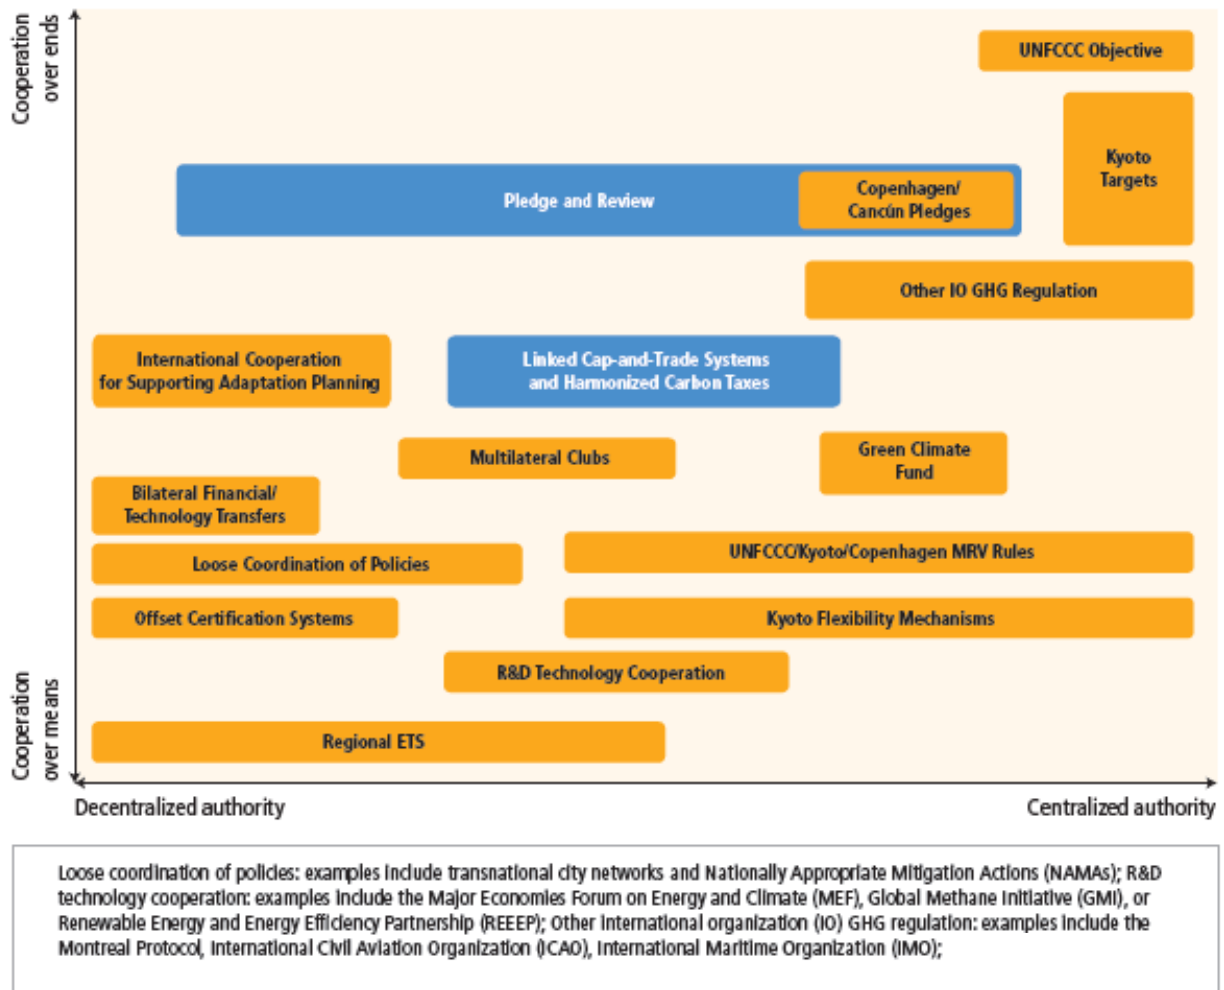 Cooperation
over ends
UNFCCC Objective
Kyoto
Targets
Pledge and Review
Copenhagen/
Cancún Pledges
Other IO GHG Regulation
International Cooperation
for Supporting Adaptation Planning
Linked Cap-and-Trade Systems
and Harmonized Carbon Taxes
Multilateral Clubs
Green Climate
Fund
Bilateral Financial/
Technology Transfers
Loose Coordination of Policies
UNFCCC/Kyoto/Copenhagen MRV Rules
Offset Certification Systems
Kyoto Flexibility Mechanisms
R&D Technology Cooperation
Regional ETS
Cooperation
over means
Decentralized authority
Centralized authority
Loose coordination of policies: examples include transnational city networks and Nationally Appropriate Mitigation Actions (NAMAs); R&D
technology cooperation: examples include the Major Economies Forum on Energy and Climate (MEF), Global Methane Initiative (GMI), or
Renewable Energy and Energy Efficiency Partnership (REEEP); Other international organization (IO) GHG regulation: examples include the
Montreal Protocol, International Civil Aviation Organization (ICAO), International Maritime Organization (IMO);